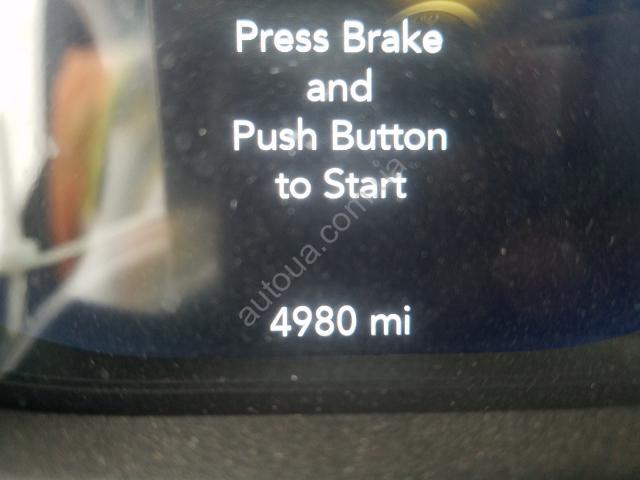 Press Brake
and
Push Button
to Start
autoua.com.ua
4980 mi